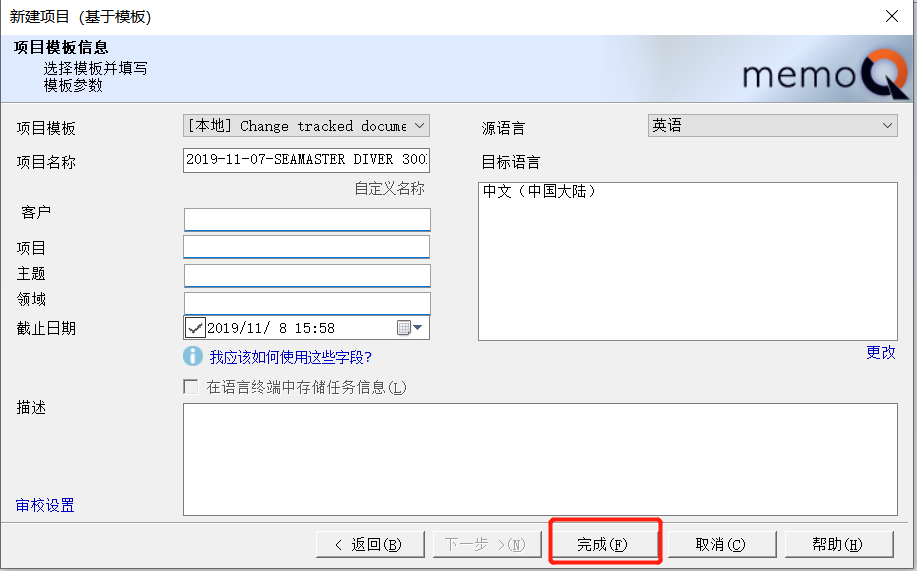 新建项目（基于模板)
项目模板信息
选择模板并填写
模板参数
memoQ
项目模板
[本地] Change tracked docume
源语言
英语
项目名称
2019-11-07-SEAMASTER DIVER 300
目标语言
自定义名称
中文（中国大陆）
客户
项目
主题
领域
截止日期
2019/11/ 8 15:58
更改
我应该如何使用这些字段?
在语言终端中存储任务信息(L)
描述
审校设置
< 返回(B)
下一步 >(N)
完成(F)
取消(C)
帮助(H)